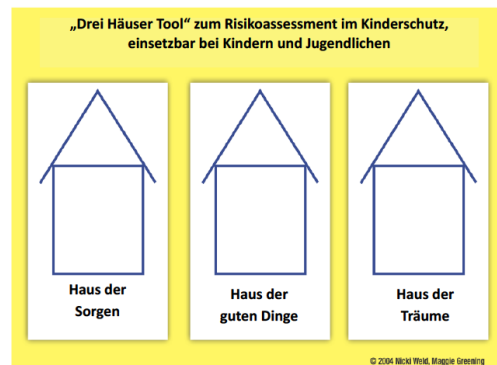 „Drei Häuser Tool“ zum Risikoassessment im Kinderschutz,
einsetzbar bei Kindern und Jugendlichen
Haus der
Sorgen
Haus der
guten Dinge
Haus der
Träume
© 2004 Nicki Weld, Maggie Greening